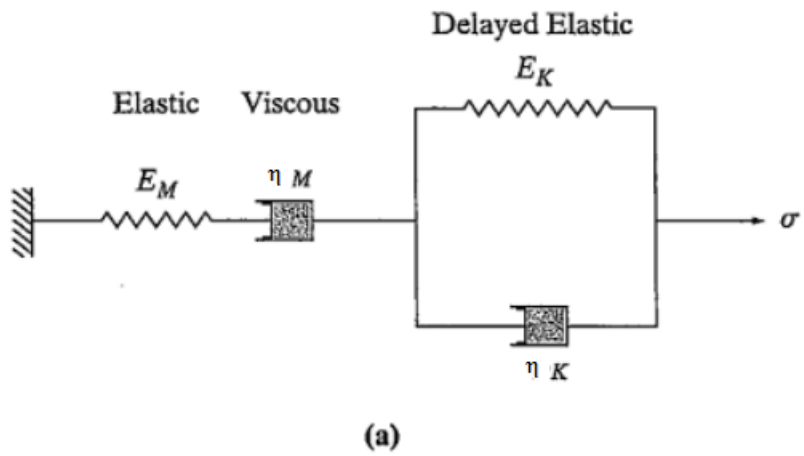 Delayed Elastic
E_K
Elastic Viscous
E_M η M
σ
η K
(a)